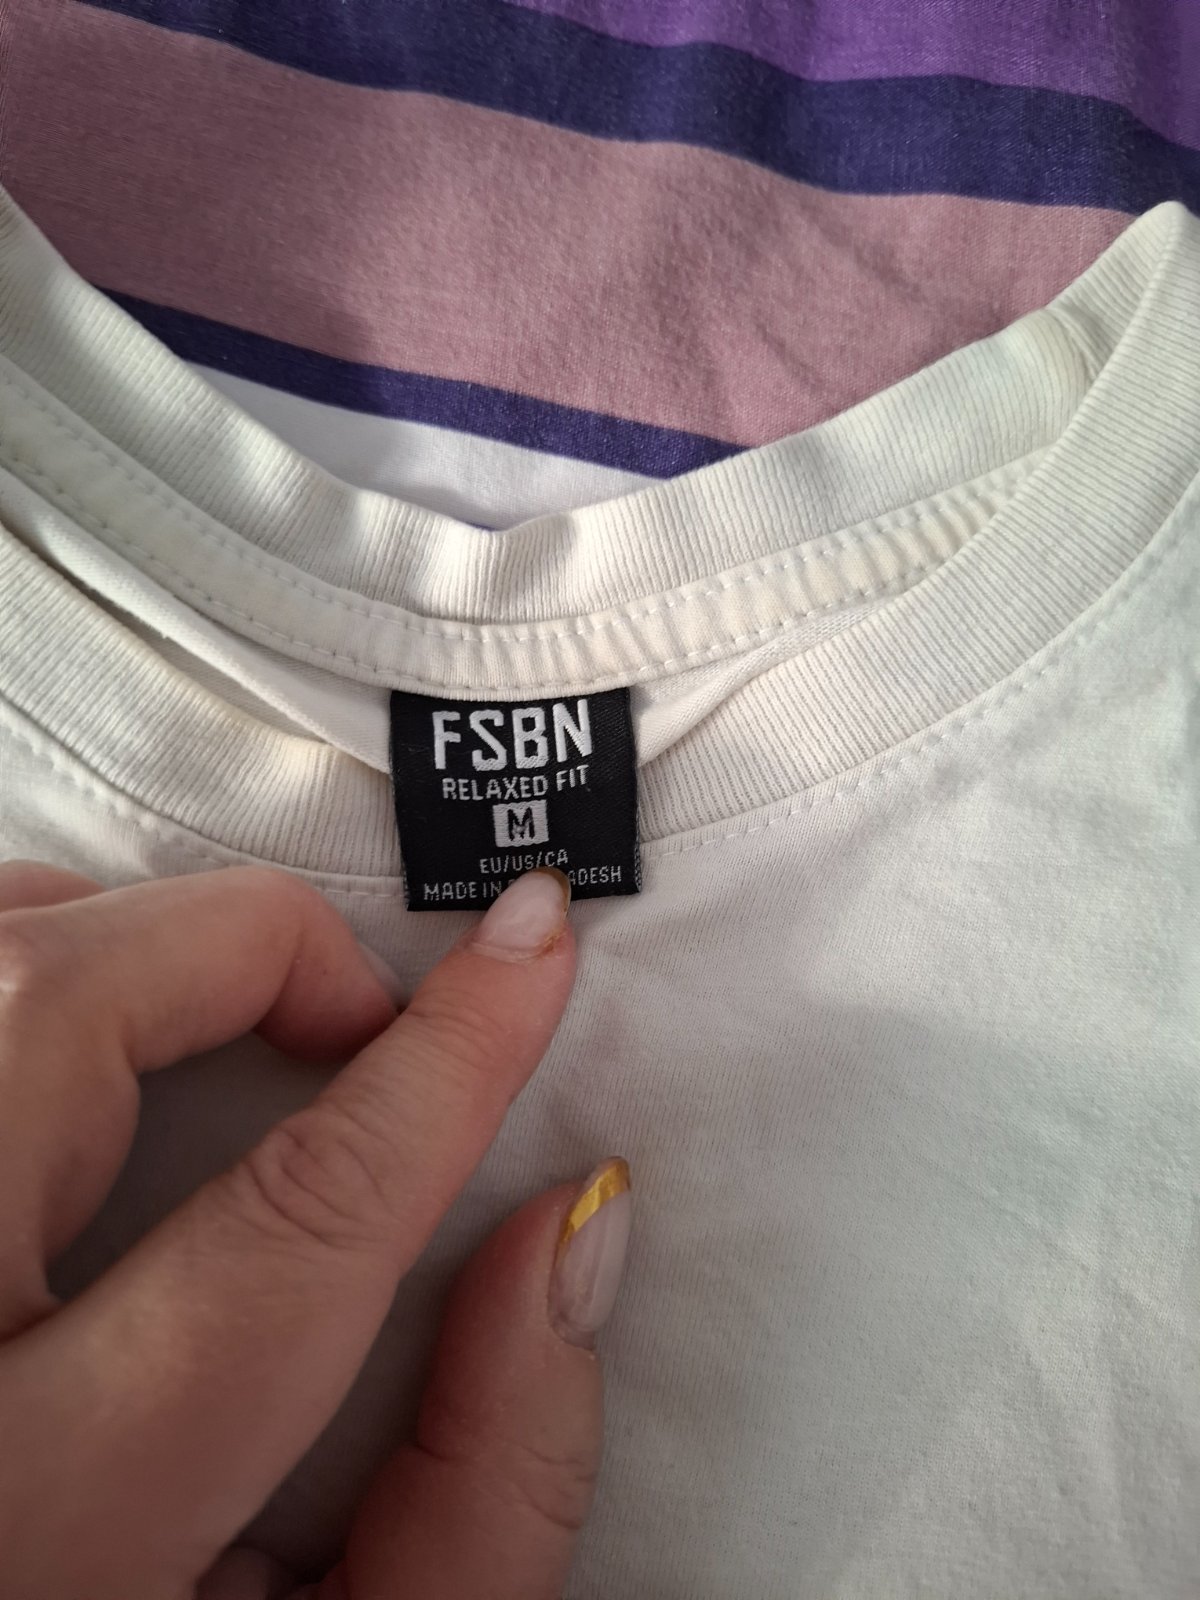 FSBN
RELAXED FIT
M
EU/US/CA
MADE IN